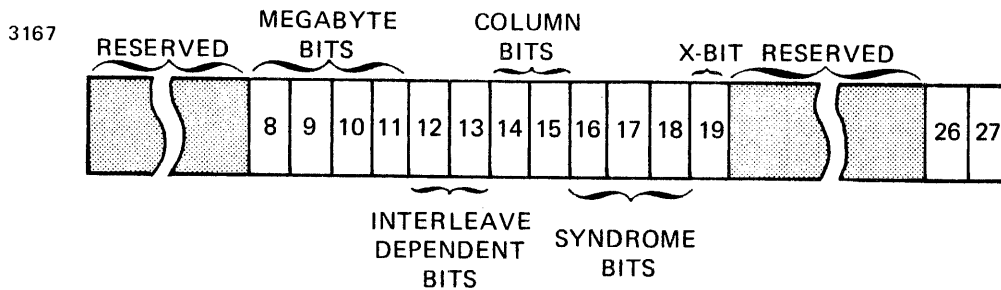 3167
RESERVED
MEGABYTE
BITS
COLUMN
BITS
X-BIT
RESERVED
8 9 10 11 12 13 14 15 16 17 18 19 26 27
INTERLEAVE
DEPENDENT
BITS
SYNDROME
BITS